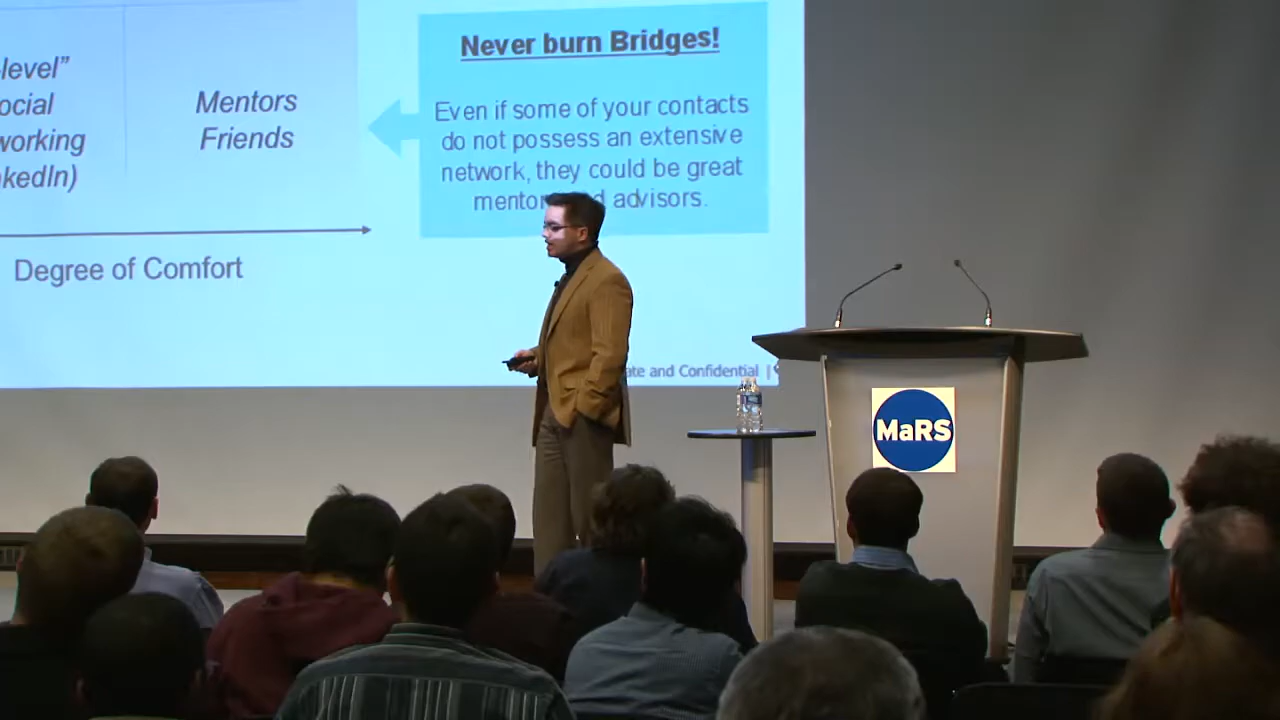 -level”
ocial
working
kedIn)
Mentors
Friends
Degree of Comfort
Never burn Bridges!
Even if some of your contacts
do not possess an extensive
network, they could be great
advisors.
ate and Confidential |
MaRS